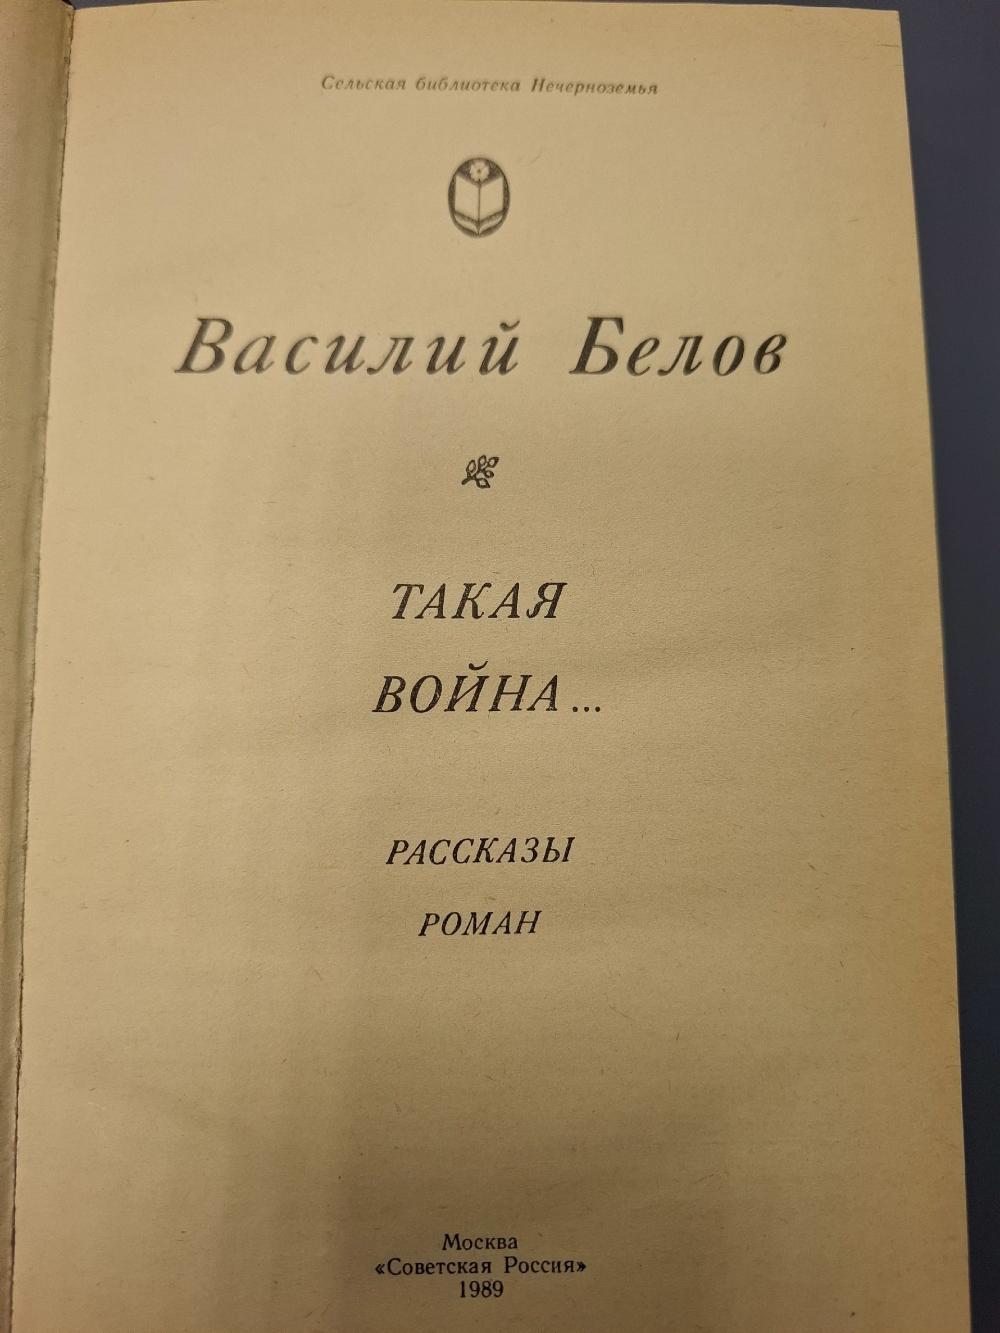 Сельская библиотека Нечерноземья
Василий Белов
ТАКАЯ
ВОЙНА...
РАССКАЗЫ
РОМАН
Москва
«Советская Россия»
1989